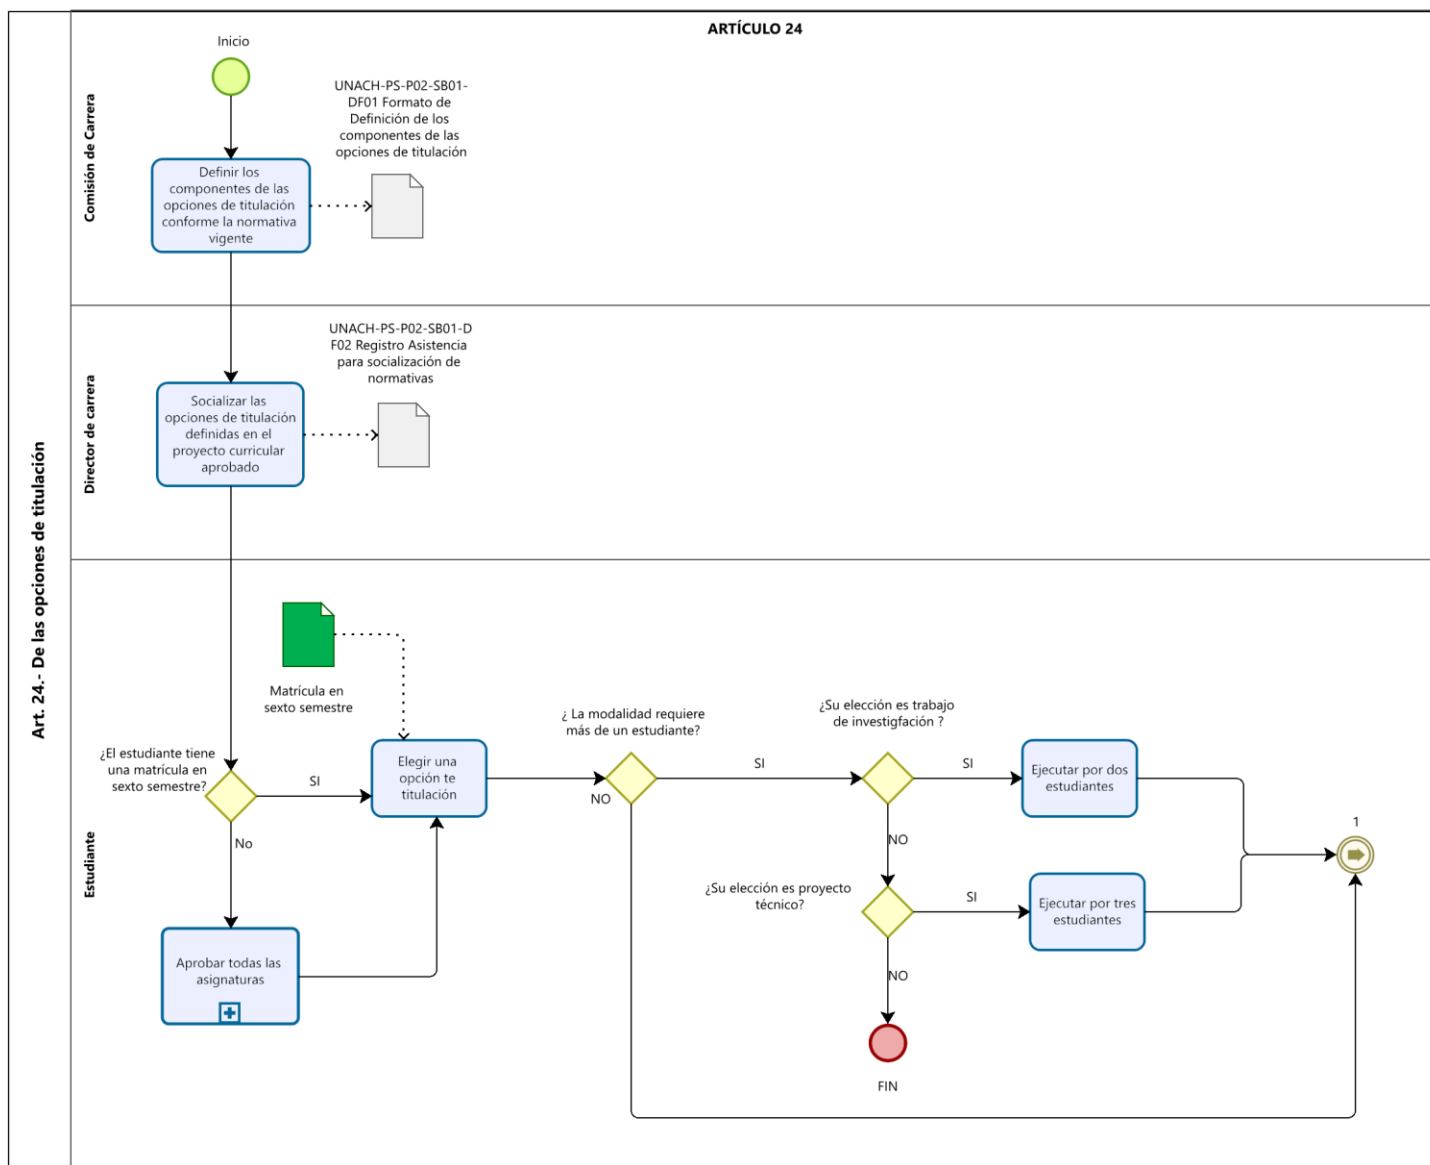 ARTÍCULO 24
Art. 24.- De las opciones de titulación
Comisión de Carrera
Inicio
UNACH-PS-P02-SB01-
DF01 Formato de
Definición de los
componentes de las
opciones de titulación
Definir los
componentes de las
opciones de titulación
conforme la normativa
vigente
Director de carrera
UNACH-PS-P02-SB01-D
F02 Registro Asistencia
para socialización de
normativas
Socializar las
opciones de titulación
definidas en el
proyecto curricular
aprobado
Estudiante
Matrícula en
sexto semestre
¿El estudiante tiene
una matrícula en
sexto semestre?
SI
No
Aprobar todas las
asignaturas
Elegir una
opción te
titulación
¿ La modalidad requiere
más de un estudiante?
NO
SI
¿Su elección es trabajo
de investigfación ?
SI
Ejecutar por dos
estudiantes
NO
¿Su elección es proyecto
técnico?
SI
Ejecutar por tres
estudiantes
NO
FIN
1